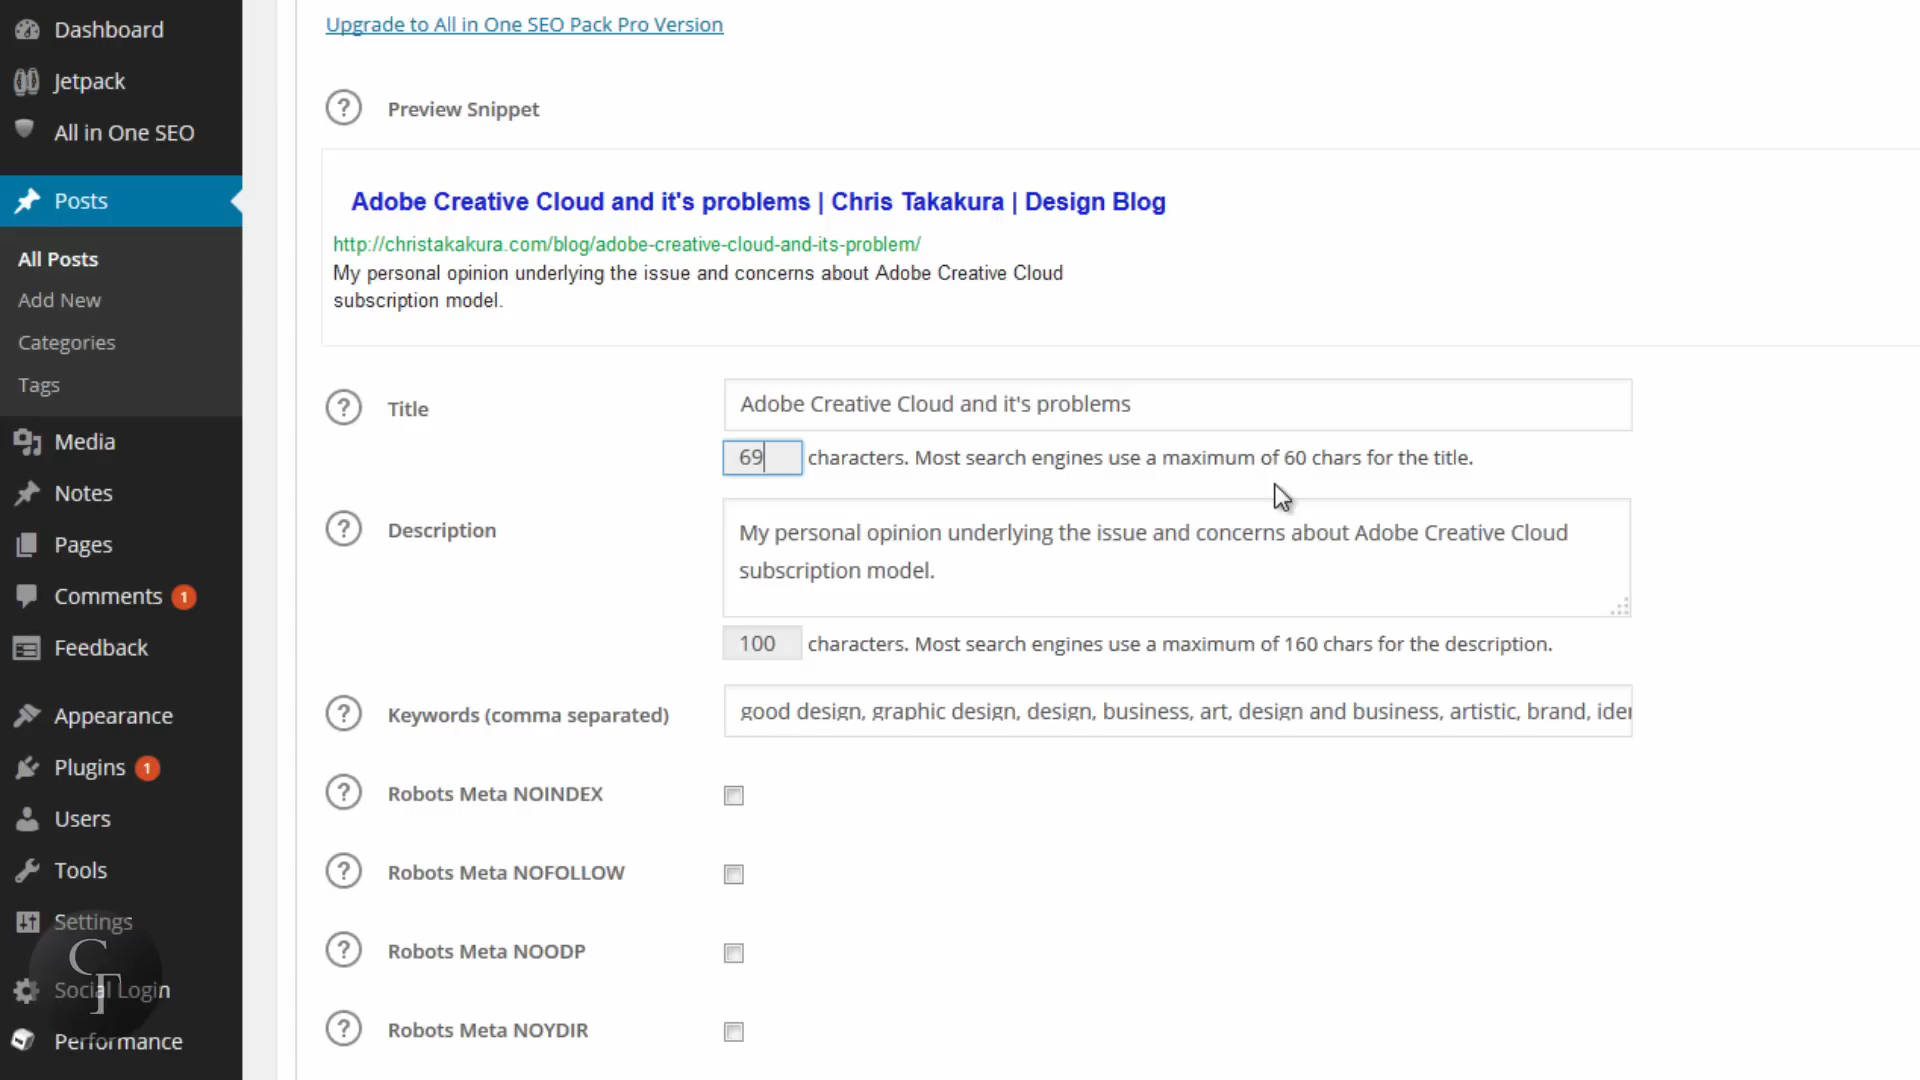 Dashboard
Jetpack
All in One SEO
Posts
All Posts
Add New
Categories
Tags
Media
Notes
Pages
Comments 1
Feedback
Appearance
Plugins 1
Users
Tools
Settings
Social Login
Performance
CT
Upgrade to All in One SEO Pack Pro Version
? Preview Snippet
Adobe Creative Cloud and it's problems | Chris Takakura | Design Blog
http://christakakura.com/blog/adobe-creative-cloud-and-its-problem/
My personal opinion underlying the issue and concerns about Adobe Creative Cloud
subscription model.
? Title Adobe Creative Cloud and it's problems
69 characters. Most search engines use a maximum of 60 chars for the title.
? Description My personal opinion underlying the issue and concerns about Adobe Creative Cloud
subscription model.
100 characters. Most search engines use a maximum of 160 chars for the description.
? Keywords (comma separated) good design, graphic design, design, business, art, design and business, artistic, brand, iden
? Robots Meta NOINDEX
? Robots Meta NOFOLLOW
? Robots Meta NOODP
? Robots Meta NOYDIR